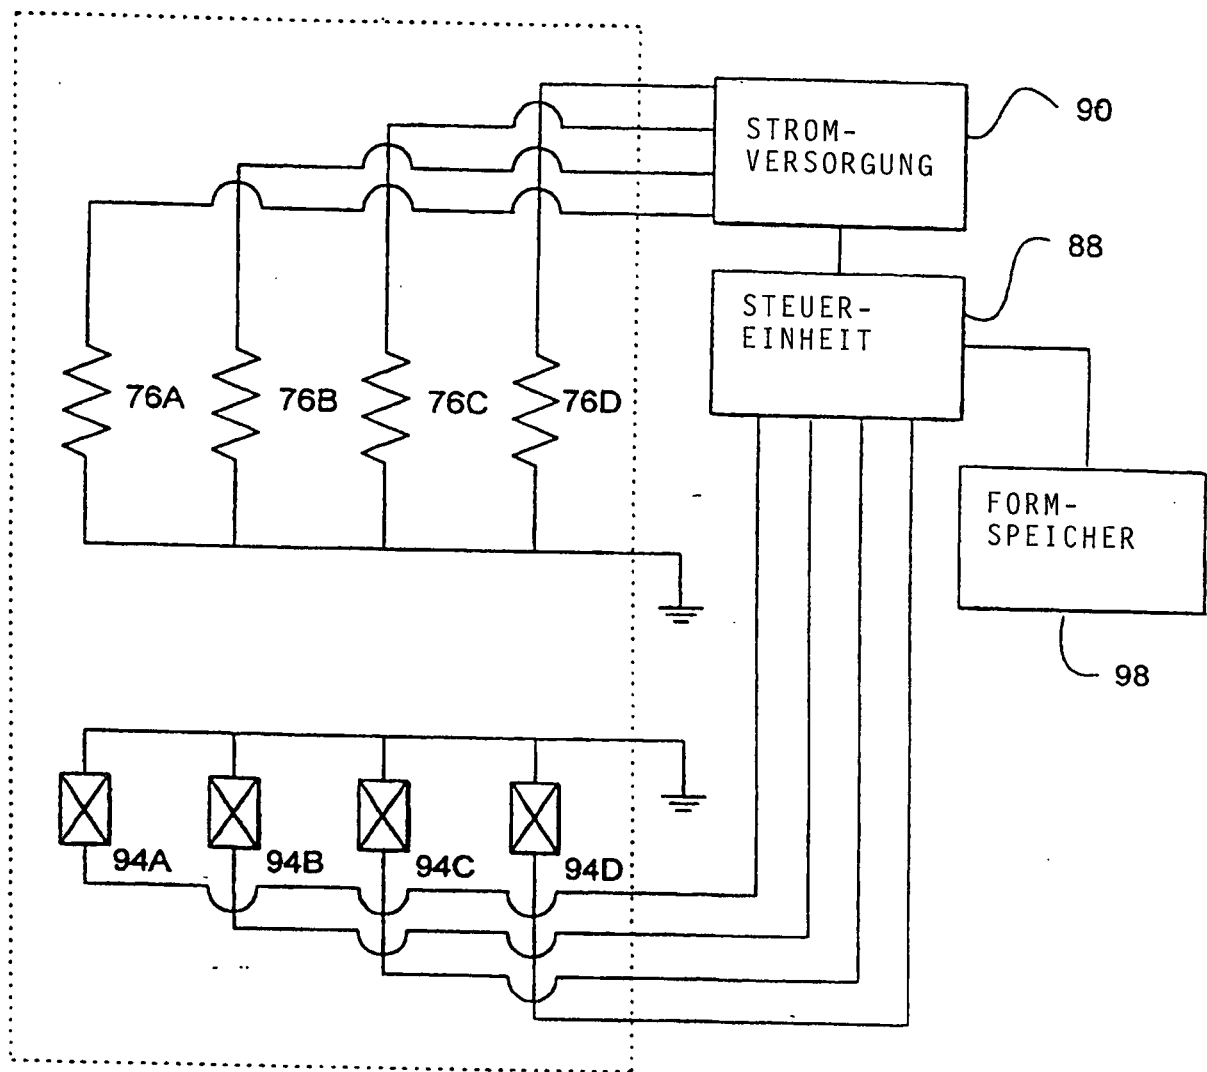 90
STROM-
VERSORGUNG
88
STEUER-
EINHEIT
76A 76B 76C 76D
FORM-
SPEICHER
98
94A 94B 94C 94D